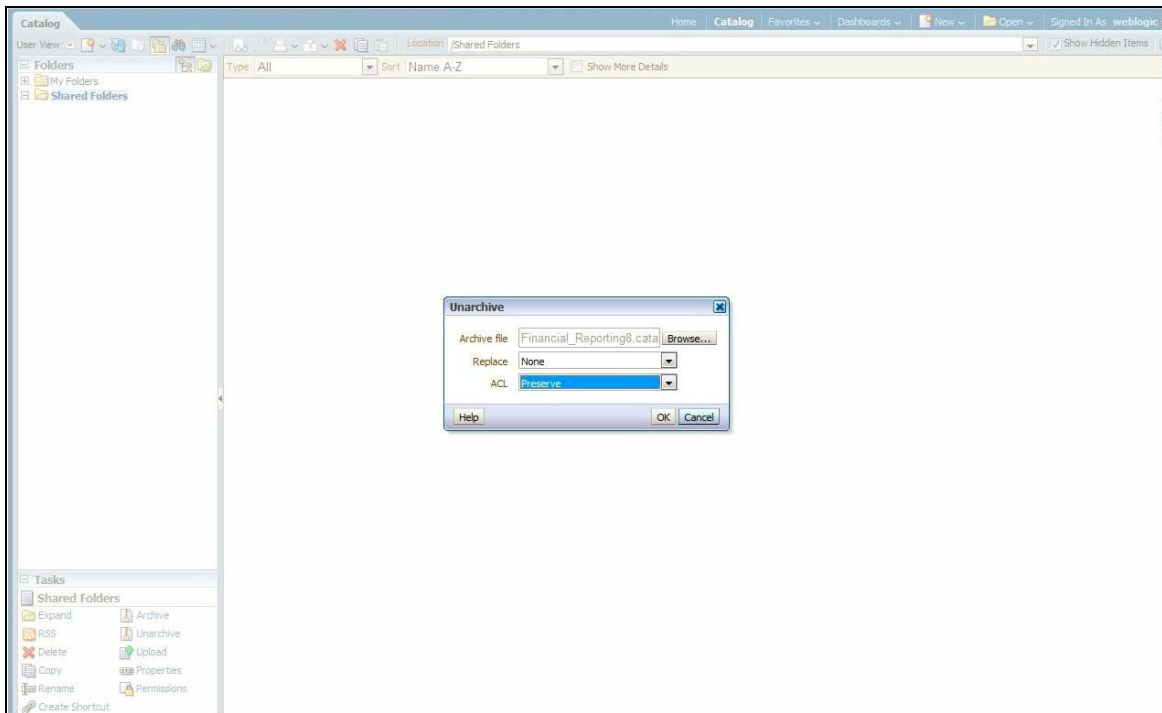 Catalog
Home Catalog Favorites Dashboards New Open Signed In As weblogic
User View Location /Shared Folders Show Hidden Items
Folders
Type All Sort Name A-Z Show More Details
My Folders
Shared Folders
Unarchive
Archive file Financial_Reporting8.cata Browse...
Replace None
ACL Preserve
Help OK Cancel
Tasks
Shared Folders
Expand Archive
RSS Unarchive
Delete Upload
Copy Properties
Rename Permissions
Create Shortcut